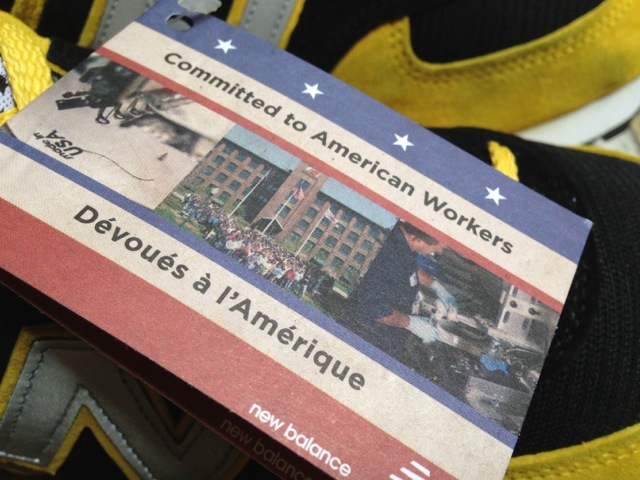 Committed to American Workers
made in
USA
Dévoués à l'Amérique
new balance
new balance